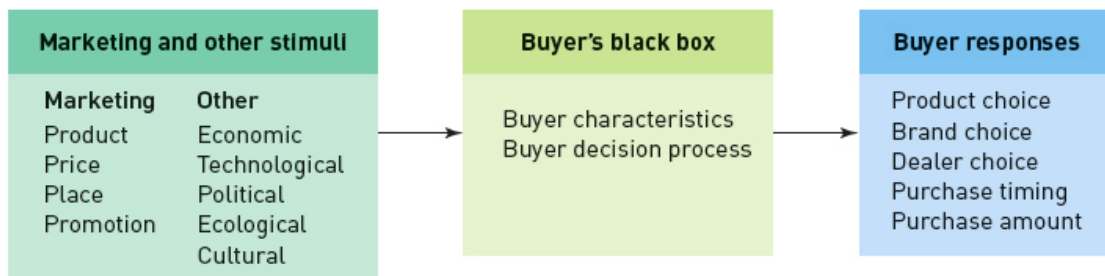 Marketing and other stimuli
Marketing Other
Product Economic
Price Technological
Place Political
Promotion Ecological
Cultural
Buyer's black box
Buyer characteristics
Buyer decision process
Buyer responses
Product choice
Brand choice
Dealer choice
Purchase timing
Purchase amount